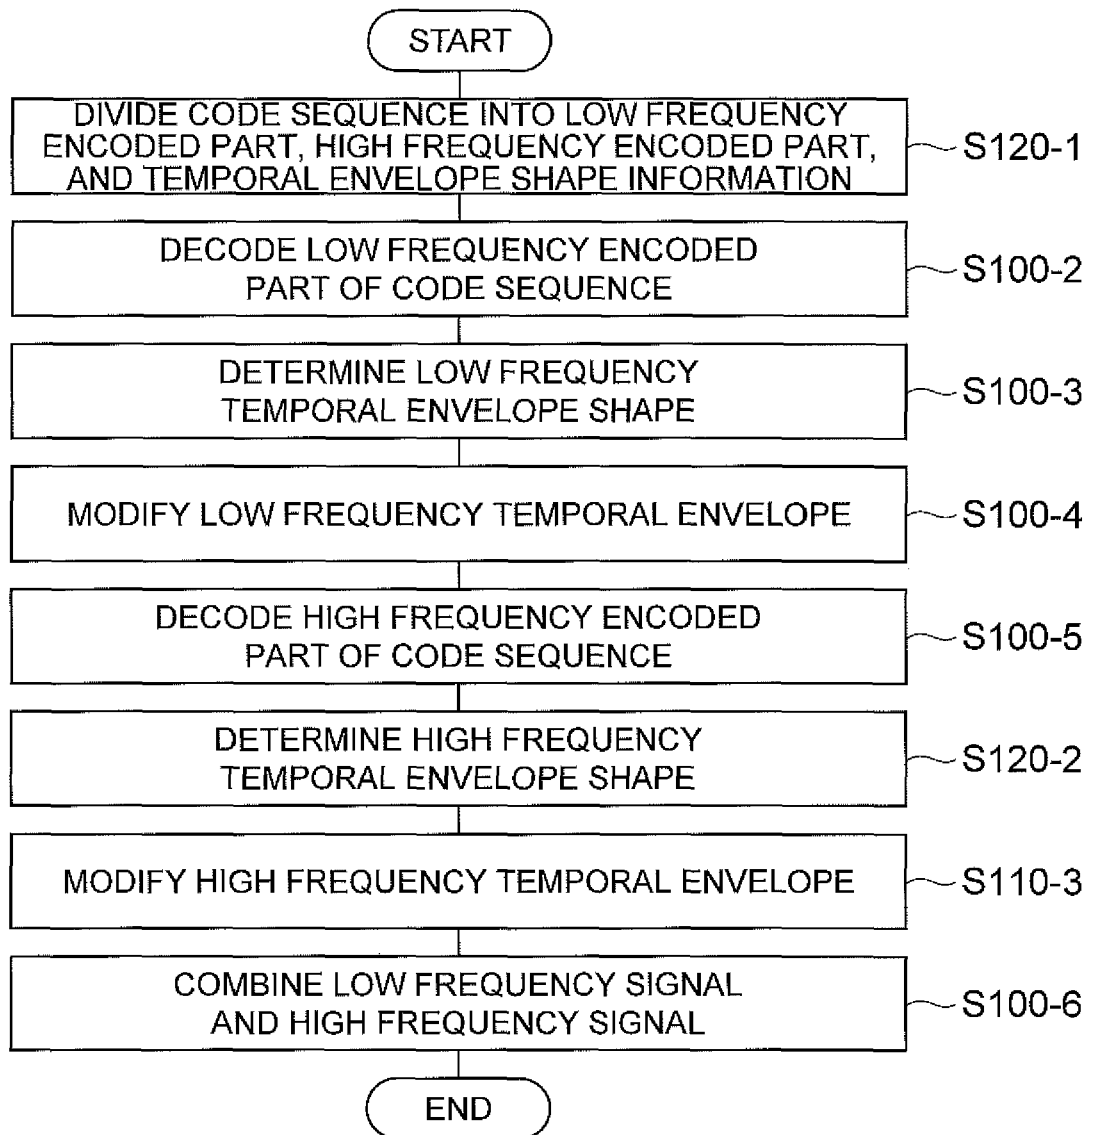 START
DIVIDE CODE SEQUENCE INTO LOW FREQUENCY
ENCODED PART, HIGH FREQUENCY ENCODED PART,
AND TEMPORAL ENVELOPE SHAPE INFORMATION
S120-1
DECODE LOW FREQUENCY ENCODED
PART OF CODE SEQUENCE
S100-2
DETERMINE LOW FREQUENCY
TEMPORAL ENVELOPE SHAPE
S100-3
MODIFY LOW FREQUENCY TEMPORAL ENVELOPE
S100-4
DECODE HIGH FREQUENCY ENCODED
PART OF CODE SEQUENCE
S100-5
DETERMINE HIGH FREQUENCY
TEMPORAL ENVELOPE SHAPE
S120-2
MODIFY HIGH FREQUENCY TEMPORAL ENVELOPE
S110-3
COMBINE LOW FREQUENCY SIGNAL
AND HIGH FREQUENCY SIGNAL
S100-6
END